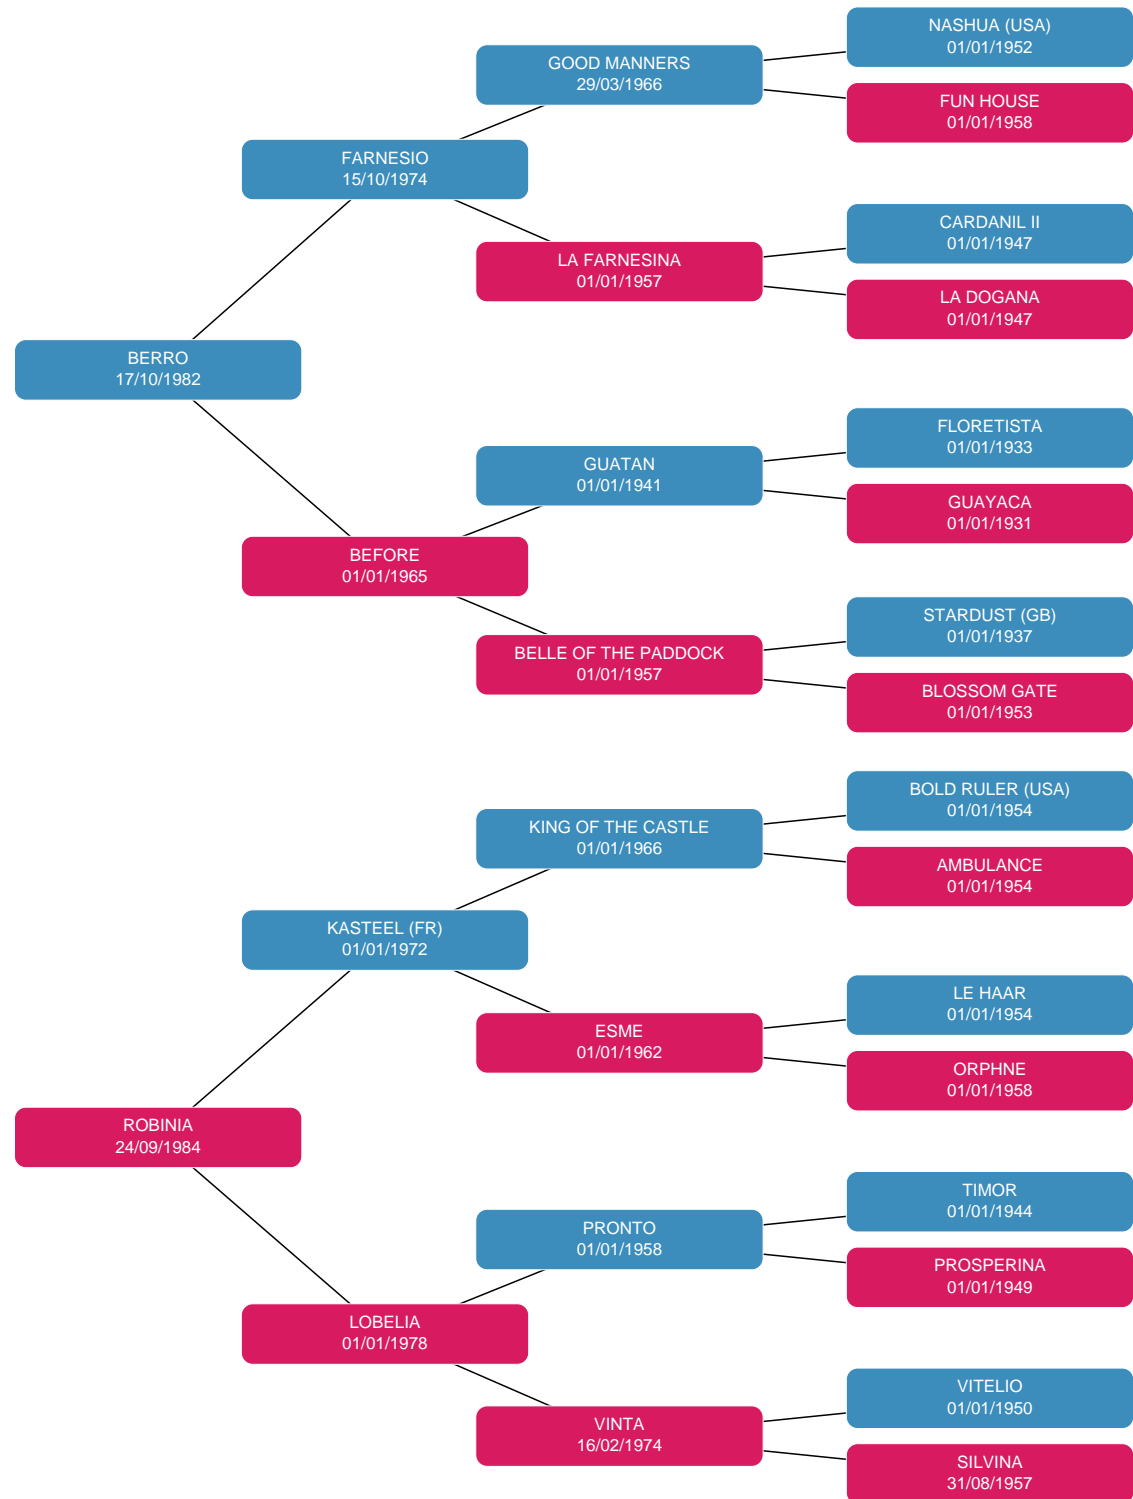 NASHUA (USA)
01/01/1952
GOOD MANNERS
29/03/1966
FUN HOUSE
01/01/1958
FARNESIO
15/10/1974
CARDANIL II
01/01/1947
LA FARNESINA
01/01/1957
LA DOGANA
01/01/1947
BERRO
17/10/1982
FLORETISTA
01/01/1933
GUATAN
01/01/1941
GUAYACA
01/01/1931
BEFORE
01/01/1965
STARDUST (GB)
01/01/1937
BELLE OF THE PADDOCK
01/01/1957
BLOSSOM GATE
01/01/1953
BOLD RULER (USA)
01/01/1954
KING OF THE CASTLE
01/01/1966
AMBULANCE
01/01/1954
KASTEEL (FR)
01/01/1972
LE HAAR
01/01/1954
ESME
01/01/1962
ORPHNE
01/01/1958
ROBINIA
24/09/1984
TIMOR
01/01/1944
PRONTO
01/01/1958
PROSPERINA
01/01/1949
LOBELIA
01/01/1978
VITELIO
01/01/1950
VINTA
16/02/1974
SILVINA
31/08/1957